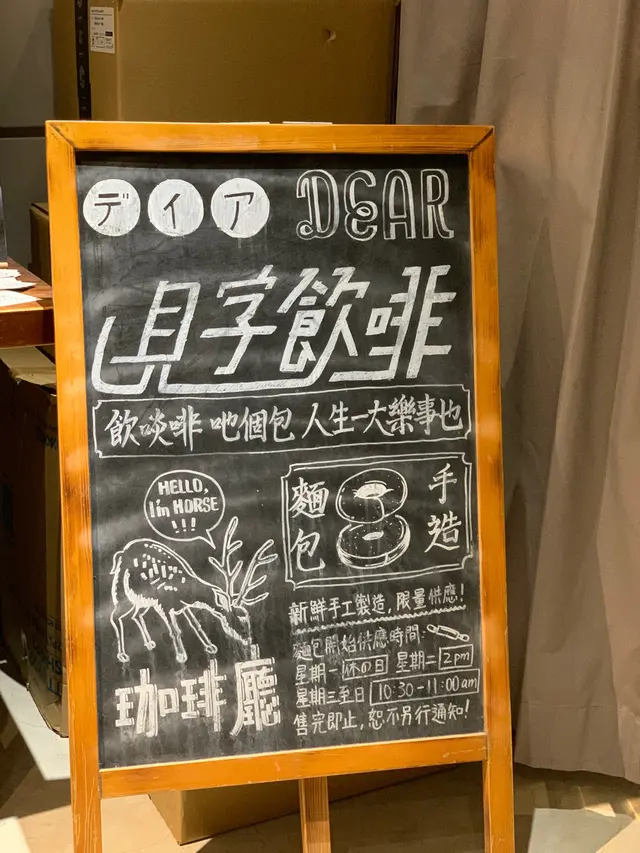 ディア DEAR
見字飲啡
飲啖啡 吔個包 人生一大樂事也
HELLO,
I'm HORSE
!!!
珈琲廳
手造
麵包
新鮮手工製造,限量供應!
麵包開始供應時間:
星期一 休の日 星期二 2pm
星期三至日 10:30-11:00am
售完即止,恕不另行通知!